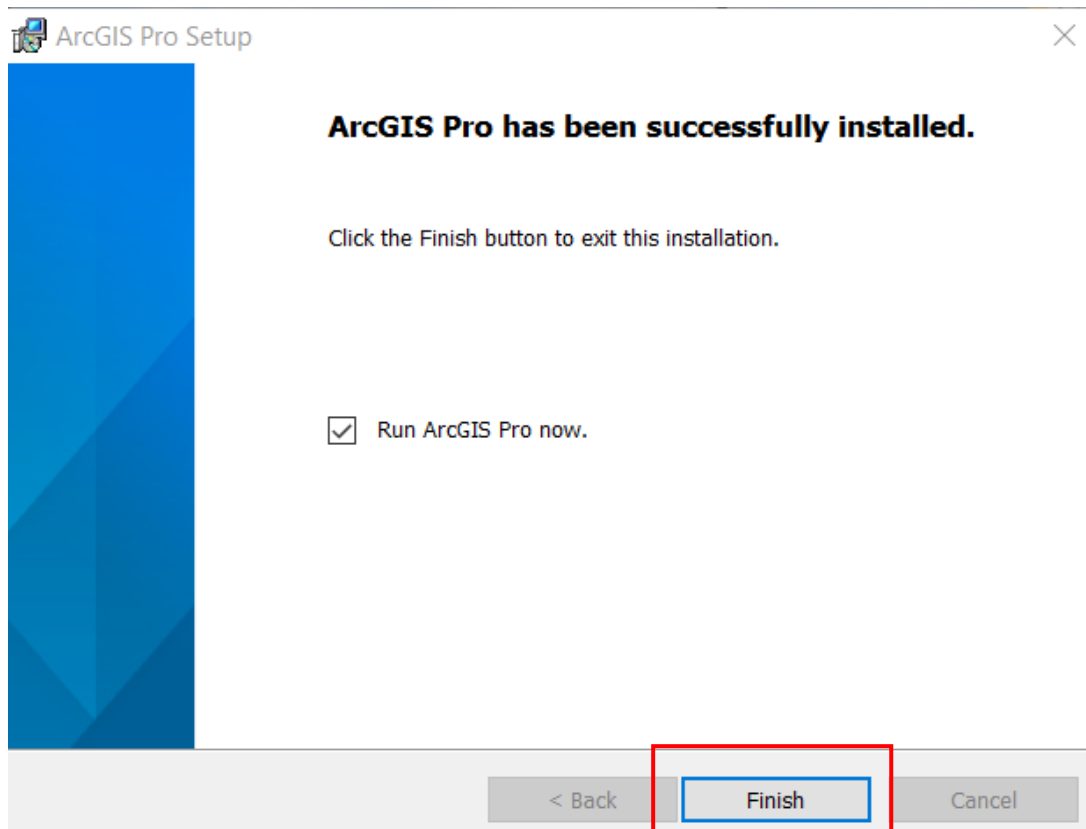 ArcGIS Pro Setup
ArcGIS Pro has been successfully installed.
Click the Finish button to exit this installation.
Run ArcGIS Pro now.
< Back
Finish
Cancel